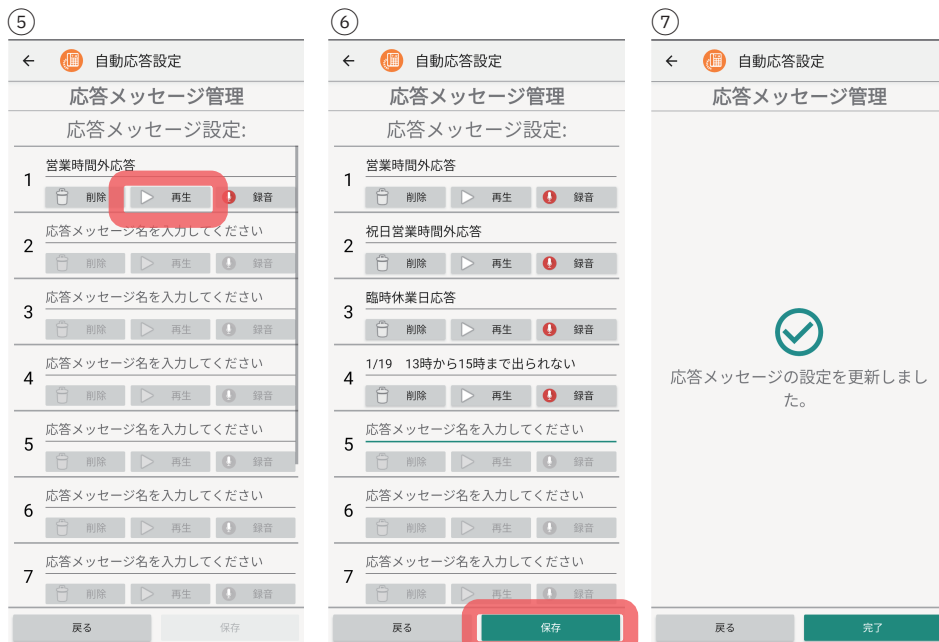 ⑤
← 自動応答設定
応答メッセージ管理
応答メッセージ設定:
1 営業時間外応答
削除 再生 録音
2 応答メッセージ名を入力してください
削除 再生 録音
3 応答メッセージ名を入力してください
削除 再生 録音
4 応答メッセージ名を入力してください
削除 再生 録音
5 応答メッセージ名を入力してください
削除 再生 録音
6 応答メッセージ名を入力してください
削除 再生 録音
7 応答メッセージ名を入力してください
削除 再生 録音
戻る 保存
⑥
← 自動応答設定
応答メッセージ管理
応答メッセージ設定:
1 営業時間外応答
削除 再生 録音
2 祝日営業時間外応答
削除 再生 録音
3 臨時休業日応答
削除 再生 録音
4 1/19　13時から15時まで出られない
削除 再生 録音
5 応答メッセージ名を入力してください
削除 再生 録音
6 応答メッセージ名を入力してください
削除 再生 録音
7 応答メッセージ名を入力してください
削除 再生 録音
戻る 保存
⑦
← 自動応答設定
応答メッセージ管理
応答メッセージの設定を更新しまし
た。
戻る 完了